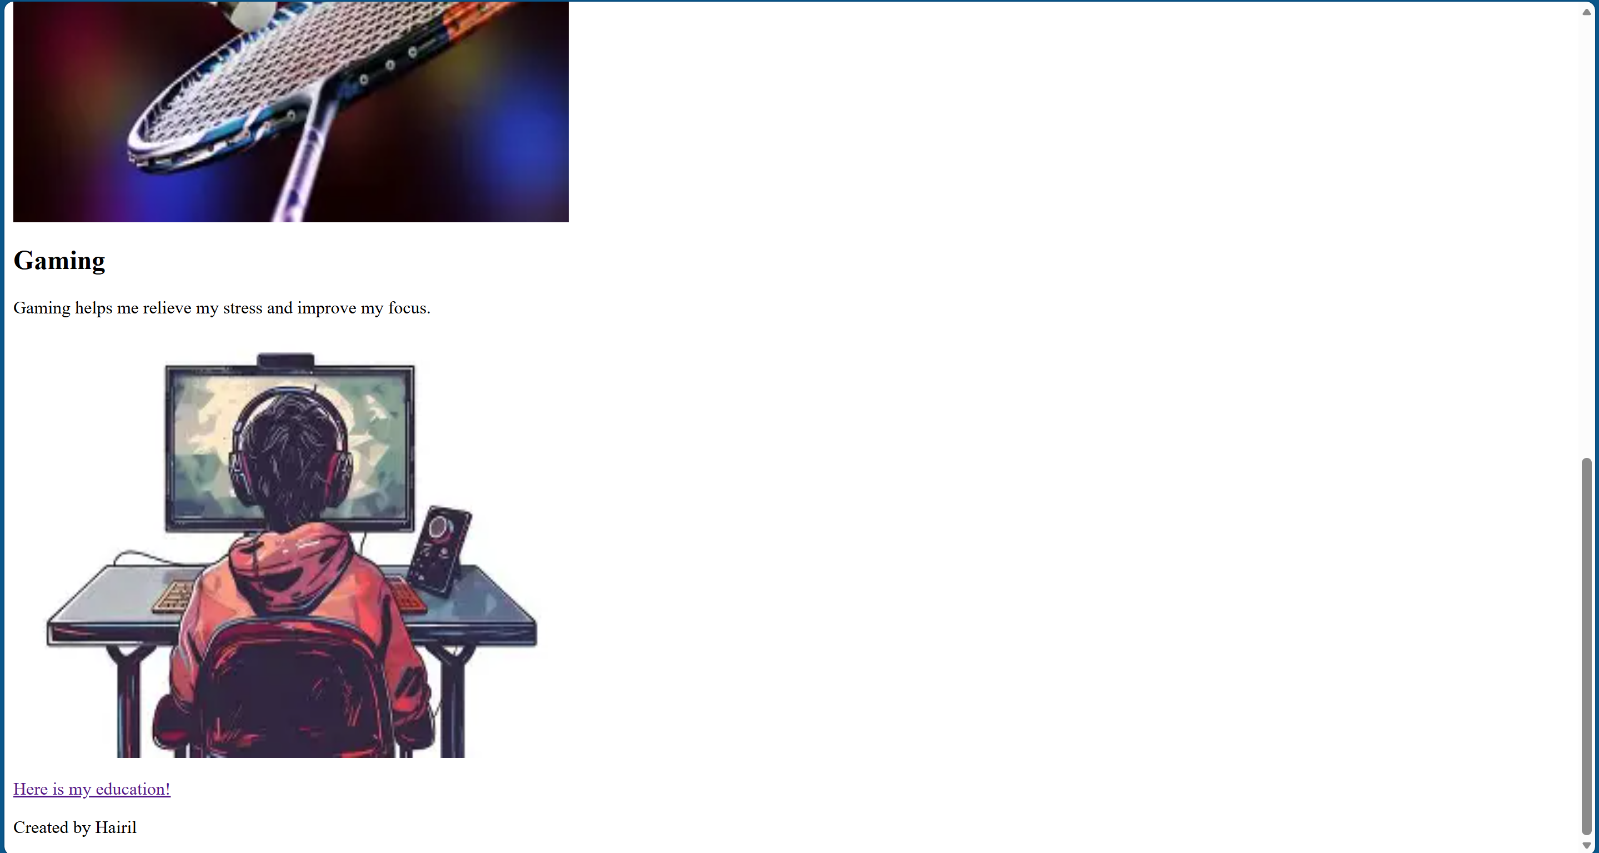 Gaming
Gaming helps me relieve my stress and improve my focus.
Here is my education!
Created by Hairil